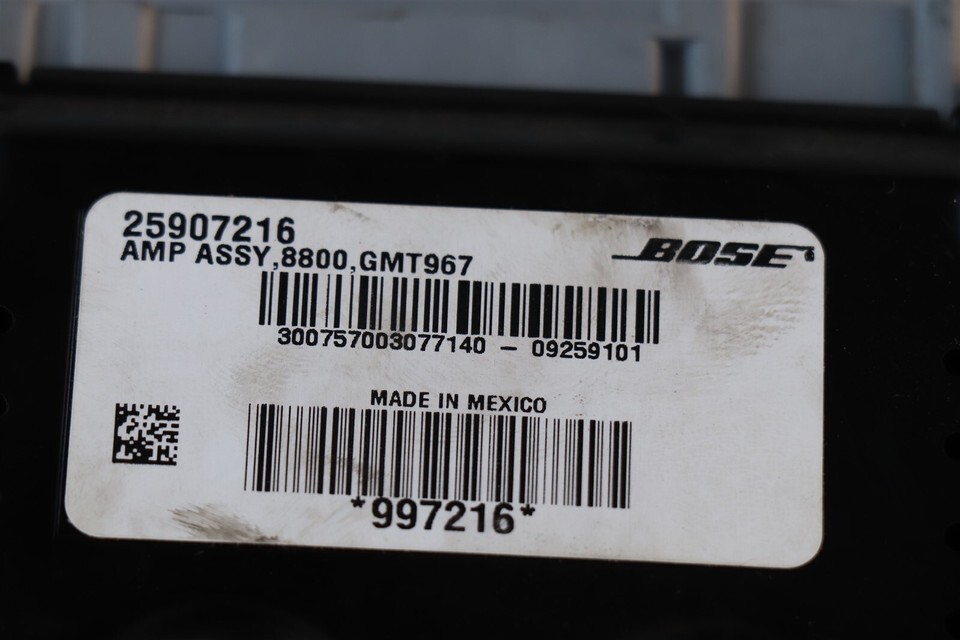 25907216
BOSE
AMP ASSY,8800,GMT967
300757003077140 - 09259101
MADE IN MEXICO
*997216*